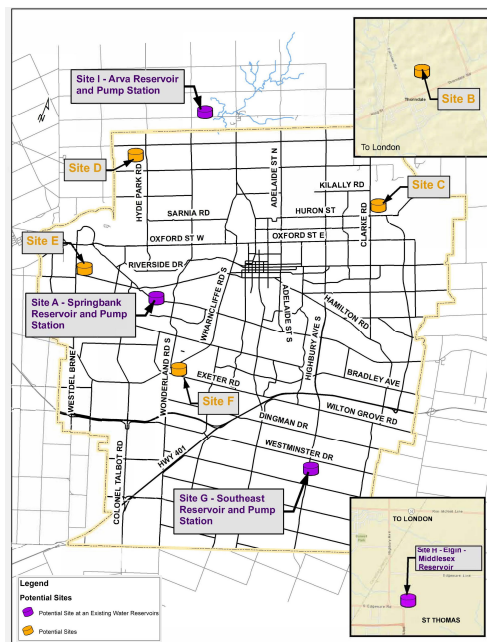 Site I - Arva Reservoir
and Pump Station
Site B
Thorndale
To London
Site D
HYDE PARK RD
ADELAIDE ST N
KILALLY RD
Site C
SARNIA RD
HURON ST
CLARKE RD
OXFORD ST W
OXFORD ST E
Site E
RIVERSIDE DR
Site A - Springbank
Reservoir and Pump
Station
WHARNCLIFFE RD S
ADELAIDE ST S
HAMILTON RD
HIGHBURY AVE S
WESTDEL BRNE
WONDERLAND RD S
EXETER RD
BRADLEY AVE
Site F
WILTON GROVE RD
DINGMAN DR
COLONEL TALBOT RD
HWY 401
WESTMINSTER DR
Site G - Southeast
Reservoir and Pump
Station
TO LONDON
Site H - Elgin -
Middlesex
Reservoir
ST THOMAS
Legend
Potential Sites
Potential Site at an Existing Water Reservoirs
Potential Sites